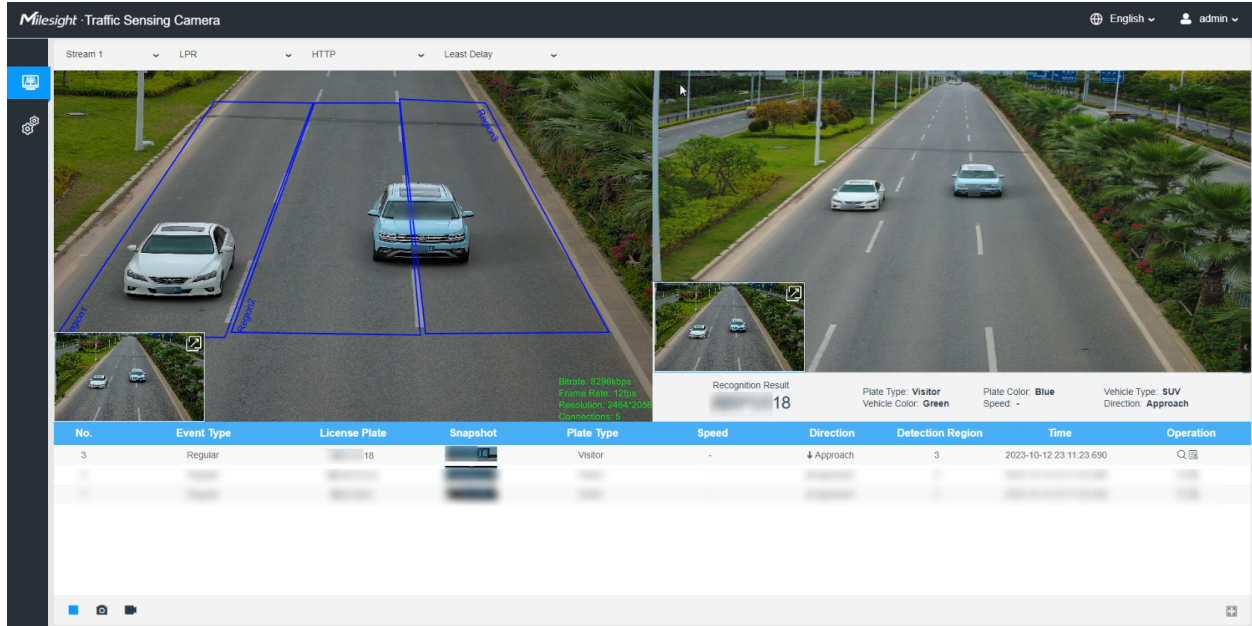 Milesight · Traffic Sensing Camera English admin
Stream 1 LPR HTTP Least Delay
Region1
Region2
Region3
Bitrate: 8296kbps
Frame Rate: 12fps
Resolution: 2464*2056
Connections: 5
Recognition Result
18
Plate Type: Visitor Plate Color: Blue Vehicle Type: SUV
Vehicle Color: Green Speed: - Direction: Approach
No. Event Type License Plate Snapshot Plate Type Speed Direction Detection Region Time Operation
3 Regular 18 Visitor - Approach 3 2023-10-12 23:11:23.690